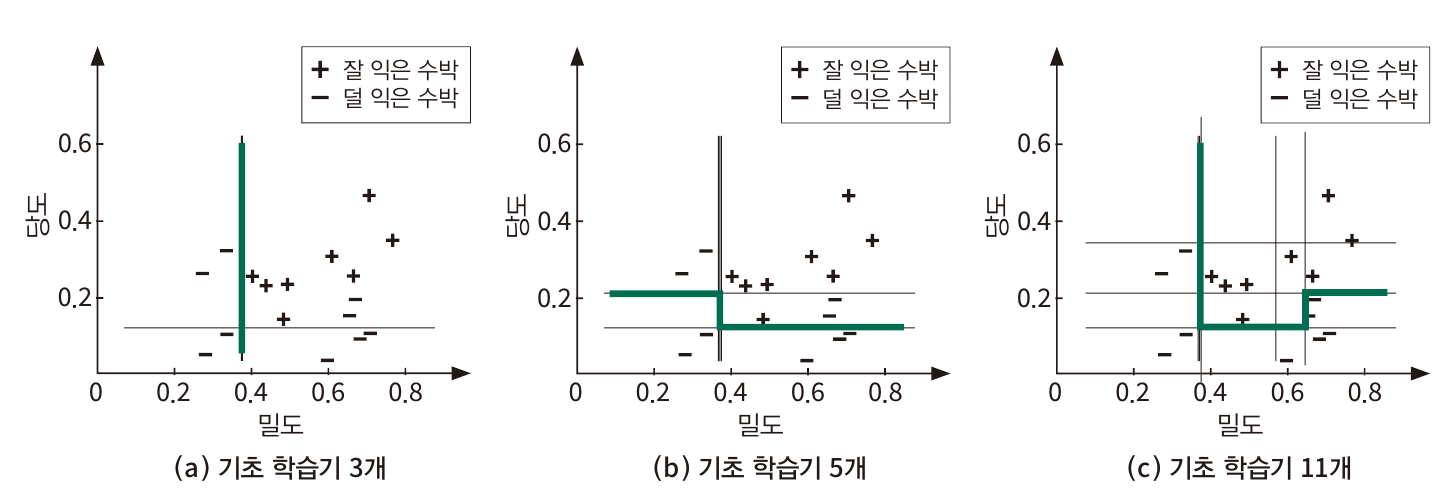 + 잘 익은 수박
− 덜 익은 수박
0.6
0.4
0.2
당도
0 0.2 0.4 0.6 0.8
밀도
(a) 기초 학습기 3개
+ 잘 익은 수박
− 덜 익은 수박
0.6
0.4
0.2
당도
0 0.2 0.4 0.6 0.8
밀도
(b) 기초 학습기 5개
+ 잘 익은 수박
− 덜 익은 수박
0.6
0.4
0.2
당도
0 0.2 0.4 0.6 0.8
밀도
(c) 기초 학습기 11개